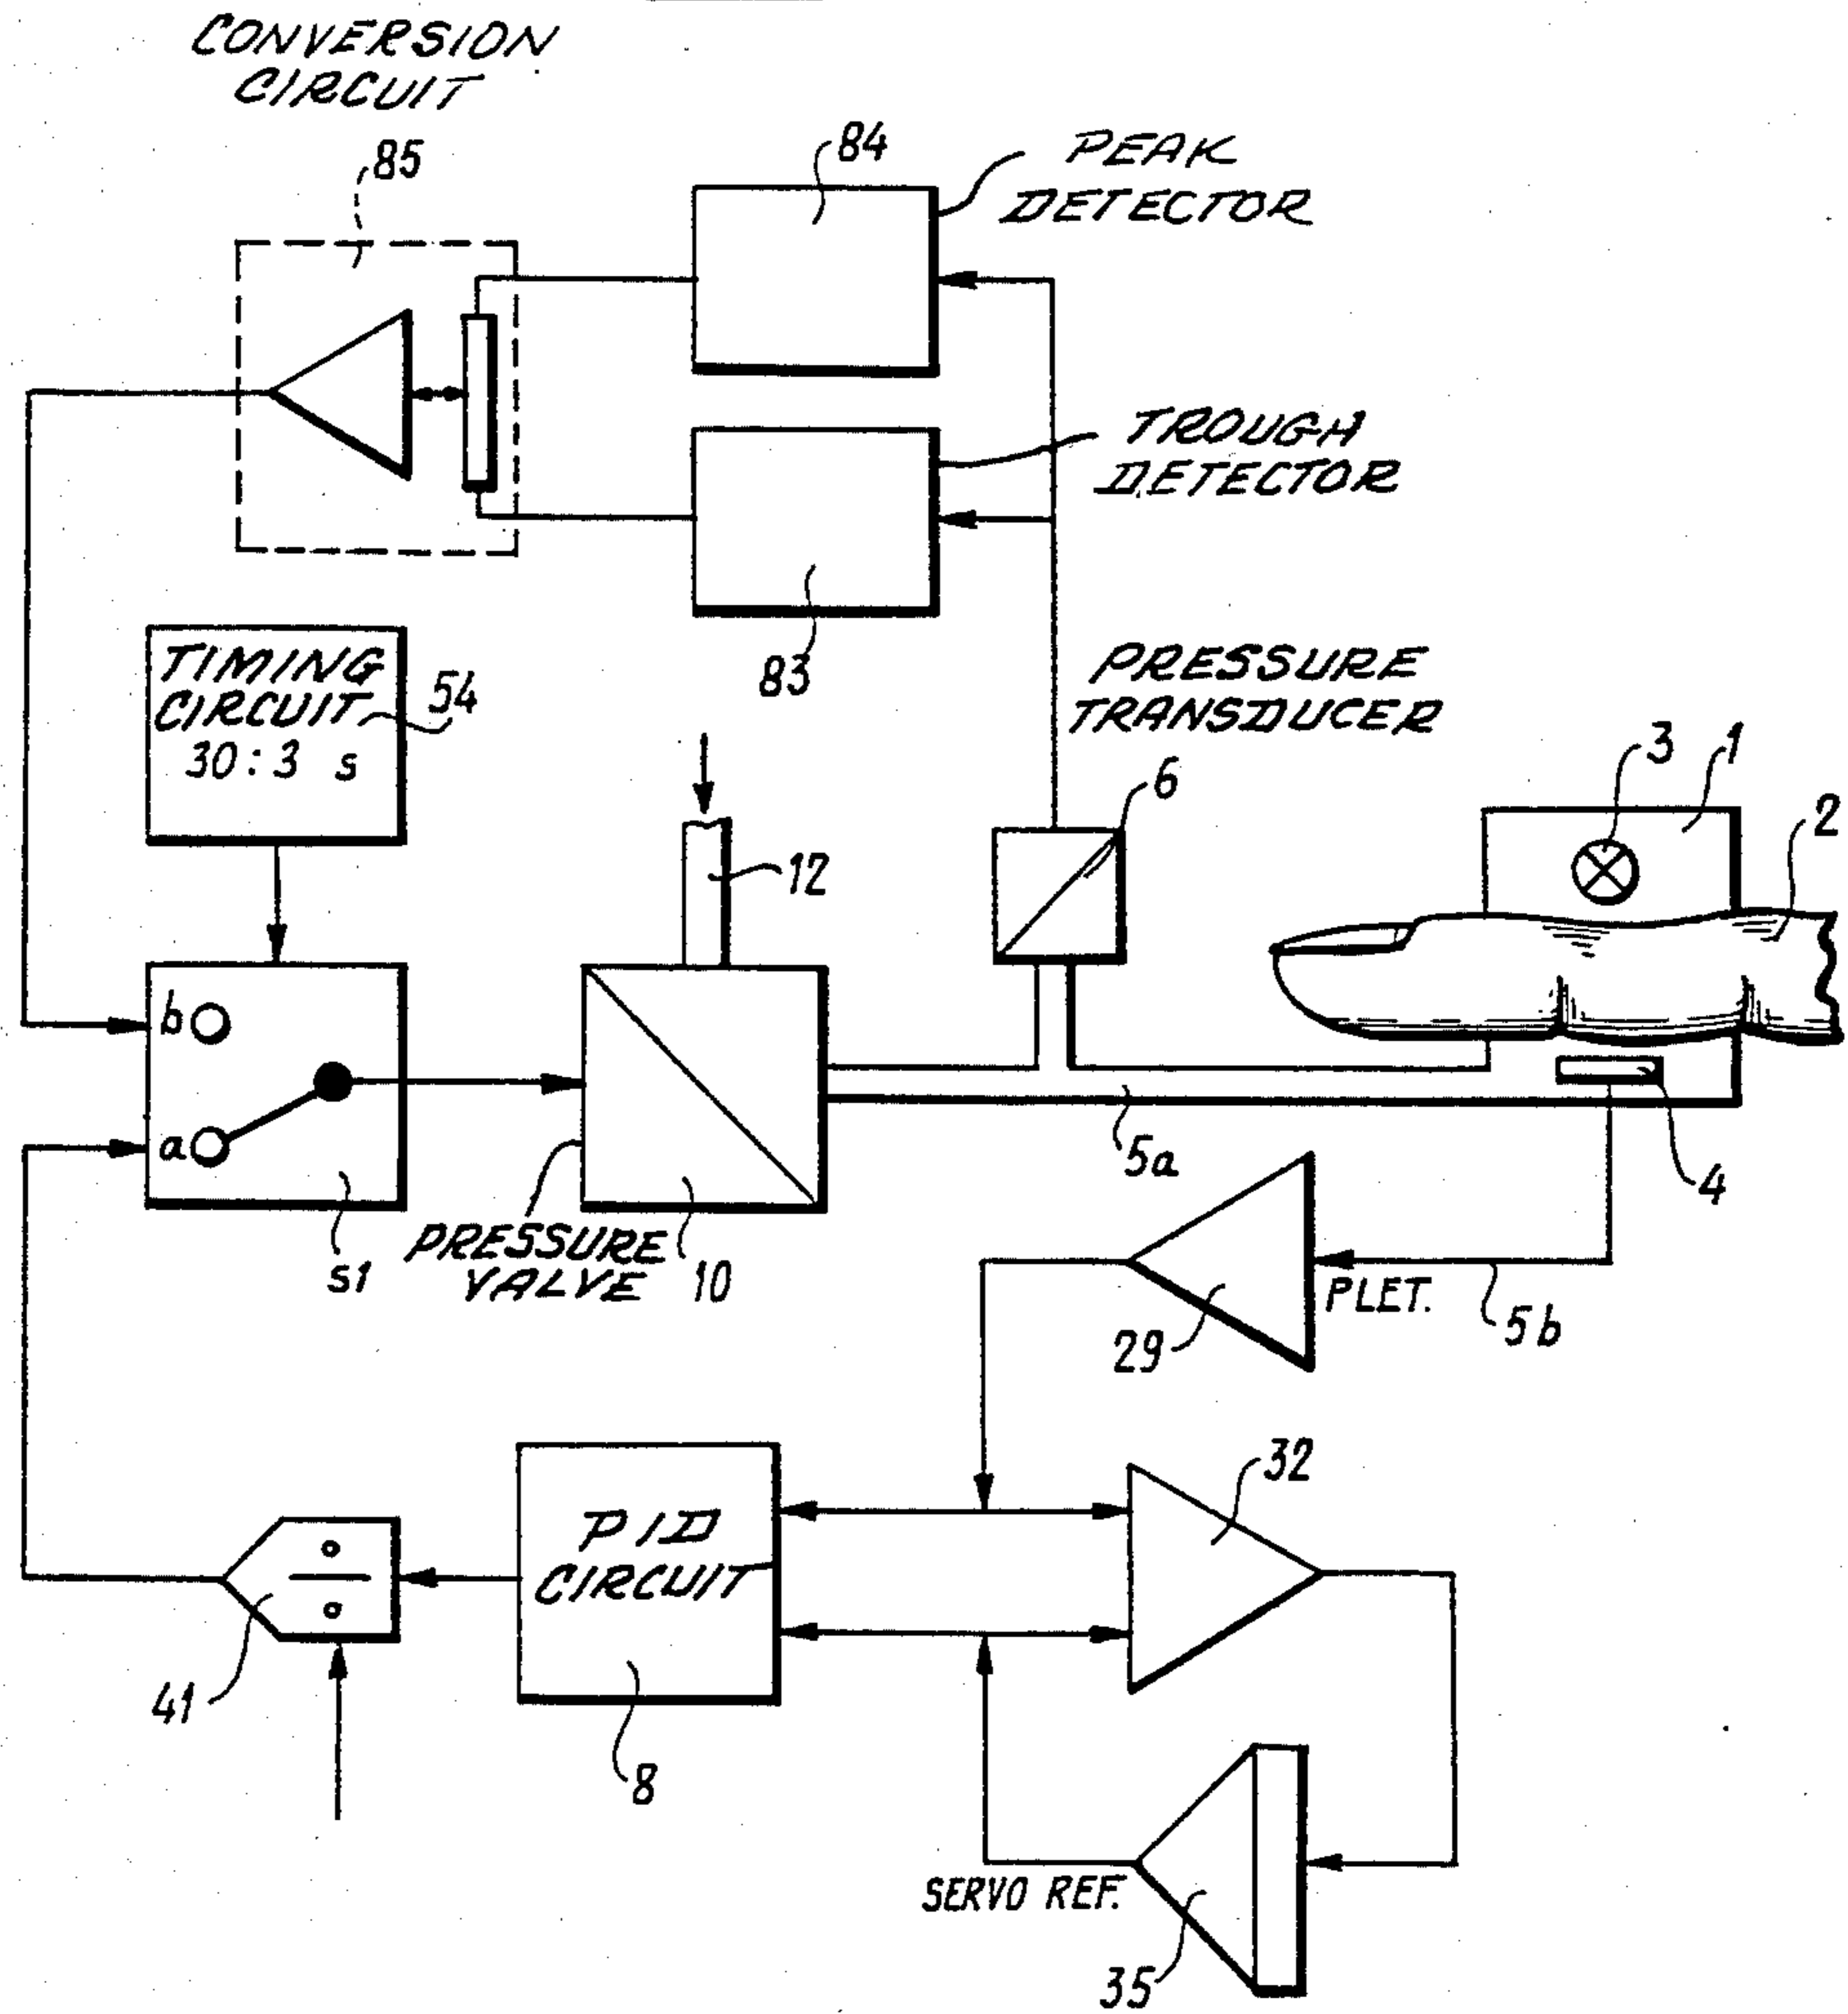 CONVERSION
CIRCUIT
85
84
PEAK
DETECTOR
TROUGH
DETECTOR
83
TIMING
CIRCUIT
30:3 s
54
PRESSURE
TRANSDUCER
6
3
1
2
12
b
a
s1
PRESSURE
VALVE
10
5a
4
PLET.
5b
29
32
PID
CIRCUIT
41
8
SERVO REF.
35